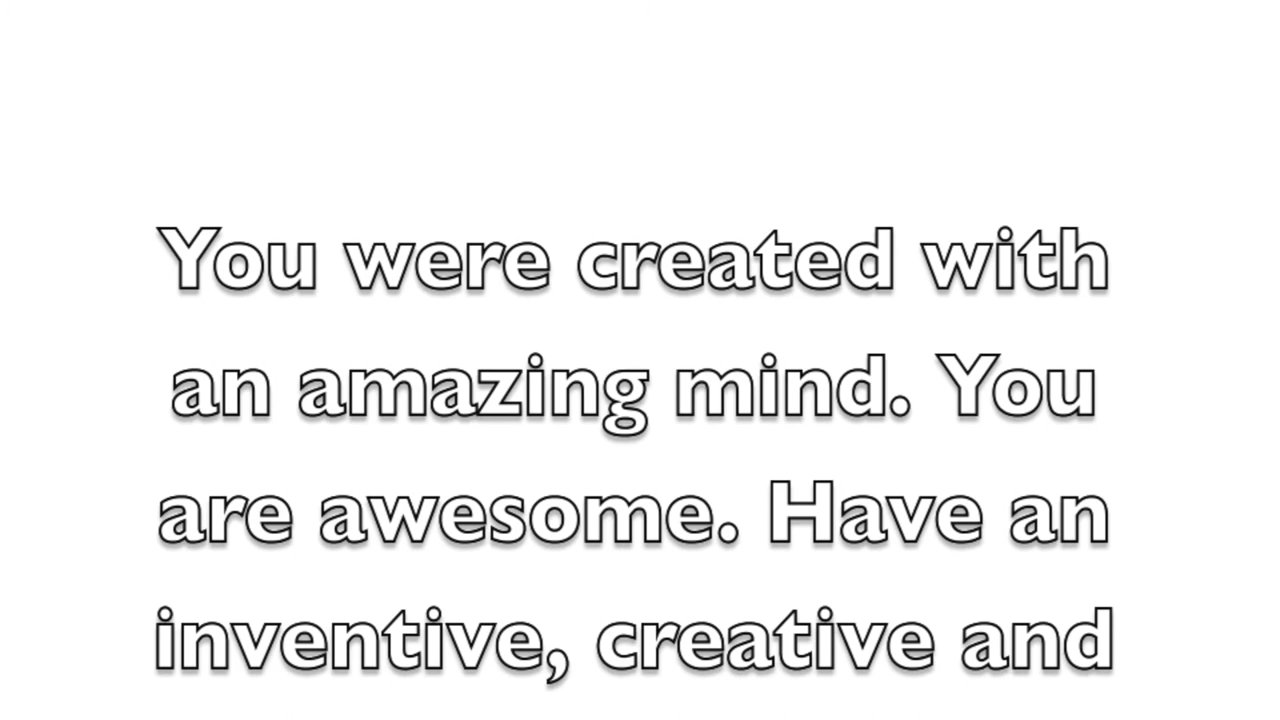 You were created with
an amazing mind. You
are awesome. Have an
inventive, creative and